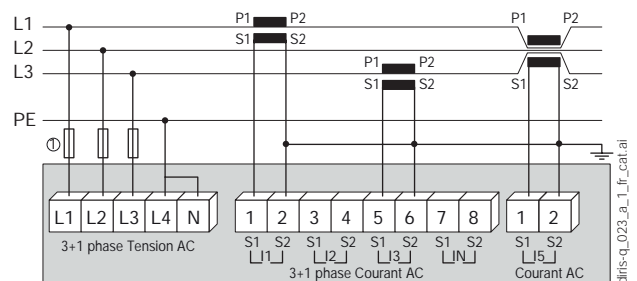 P1 P2 P1 P2
L1
S1 S2
L2
P1 P2
L3
S1 S2 S1 S2
PE
①
L1 L2 L3 L4 N 1 2 3 4 5 6 7 8 1 2
3+1 phase Tension AC
S1 S2 S1 S2 S1 S2 S1 S2 S1 S2
I1 I2 I3 IN I5
3+1 phase Courant AC Courant AC
diris-q_023_a_1_fr_cat.ai